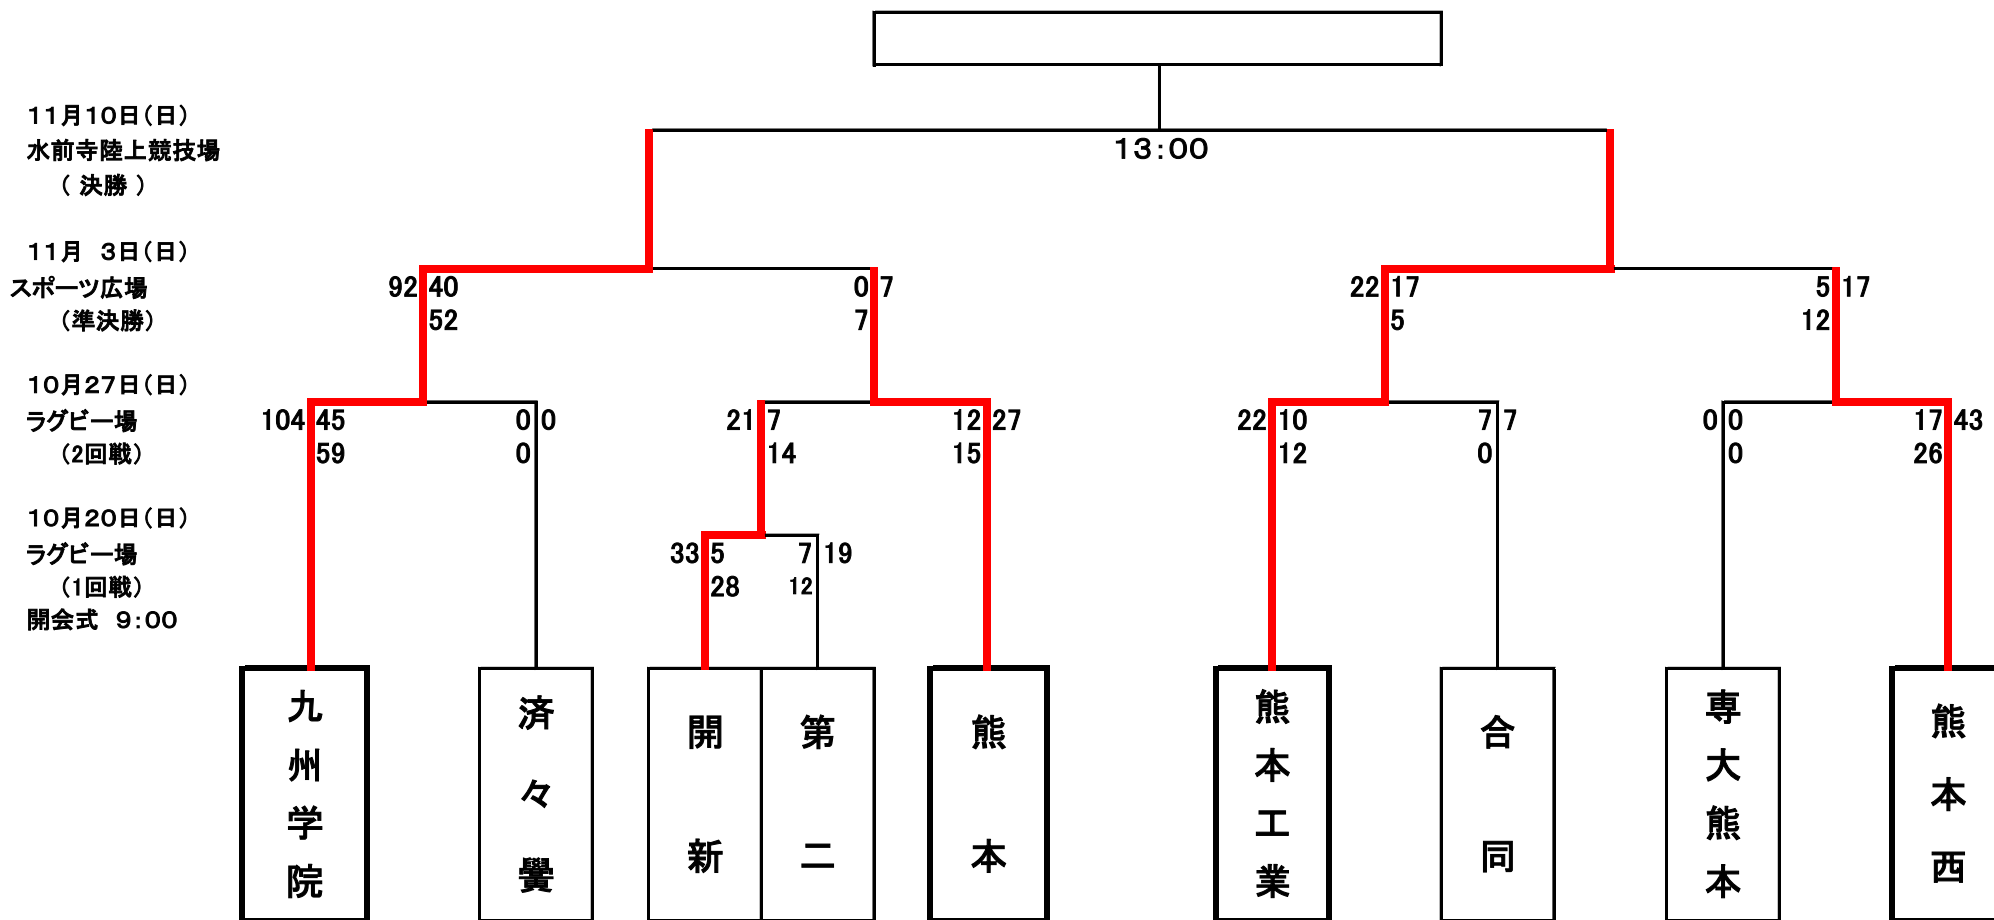 11月10日(日)
水前寺陸上競技場
13:00
( 決勝 )
11月 3日(日)
スポーツ広場
92 40 0 7 22 17 5 17
(準決勝)
52 7 5 12
10月27日(日)
ラグビー場
104 45 0 0 21 7 12 27 22 10 7 7 0 0 17 43
(2回戦)
59 0 14 15 12 0 0 26
10月20日(日)
ラグビー場
33 5 7 19
(1回戦)
28 12
開会式 9:00
九州学院
済々黌
開新
第二
熊本
熊本工業
合同
専大熊本
熊本西